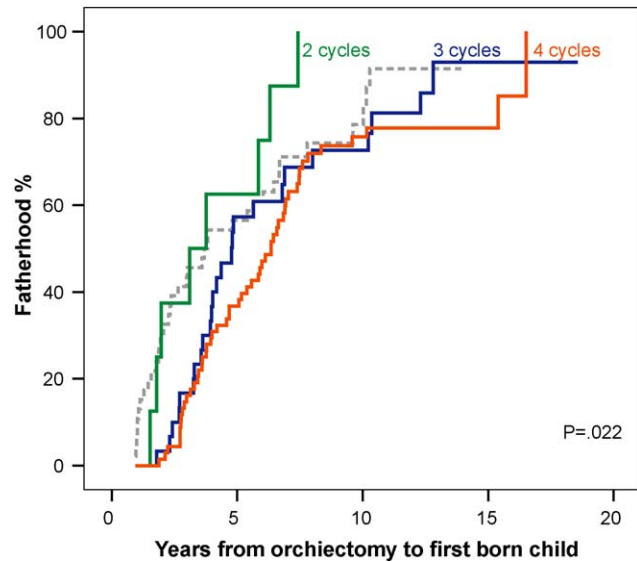 100
2 cycles
3 cycles
4 cycles
80
60
40
20
0
Fatherhood %
P=.022
0
5
10
15
20
Years from orchiectomy to first born child